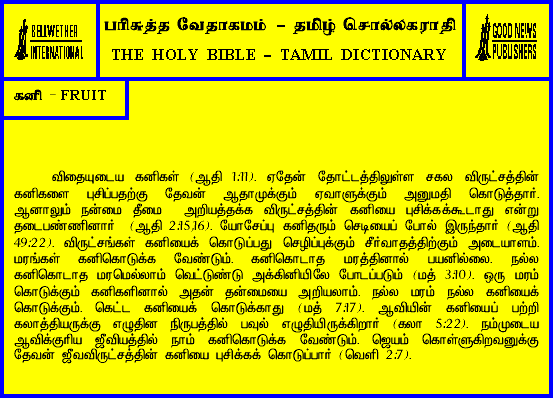 BELLWETHER
INTERNATIONAL
பரிசுத்த வேதாகமம் – தமிழ் சொல்லகராதி
THE HOLY BIBLE – TAMIL DICTIONARY
GOOD NEWS
PUBLISHERS
கனி - FRUIT
விதையுடைய கனிகள் (ஆதி 1:11). ஏதேன் தோட்டத்திலுள்ள சகல விருட்சத்தின்
கனிகளை புசிப்பதற்கு தேவன் ஆதாமுக்கும் ஏவாளுக்கும் அனுமதி கொடுத்தார்.
ஆனாலும் நன்மை தீமை அறியத்தக்க விருட்சத்தின் கனியை புசிக்கக்கூடாது என்று
தடைபண்ணினார் (ஆதி 2:15,16). யோசேப்பு கனிதரும் செடியைப் போல் இருந்தார் (ஆதி
49:22). விருட்சங்கள் கனியைக் கொடுப்பது செழிப்புக்கும் சீர்வாதத்திற்கும் அடையாளம்.
மரங்கள் கனிகொடுக்க வேண்டும். கனிகொடாத மரத்தினால் பயனில்லை. நல்ல
கனிகொடாத மரமெல்லாம் வெட்டுண்டு அக்கினியிலே போடப்படும் (மத் 3:10). ஒரு மரம்
கொடுக்கும் கனிகளினால் அதன் தன்மையை அறியலாம். நல்ல மரம் நல்ல கனியைக்
கொடுக்கும். கெட்ட கனியைக் கொடுக்காது (மத் 7:17). ஆவியின் கனியைப் பற்றி
கலாத்தியருக்கு எழுதின நிருபத்தில் பவுல் எழுதியிருக்கிறார் (கலா 5:22). நம்முடைய
ஆவிக்குரிய ஜீவியத்தில் நாம் கனிகொடுக்க வேண்டும். ஜெயம் கொள்ளுகிறவனுக்கு
தேவன் ஜீவவிருட்சத்தின் கனியை புசிக்கக் கொடுப்பார் (வெளி 2:7).